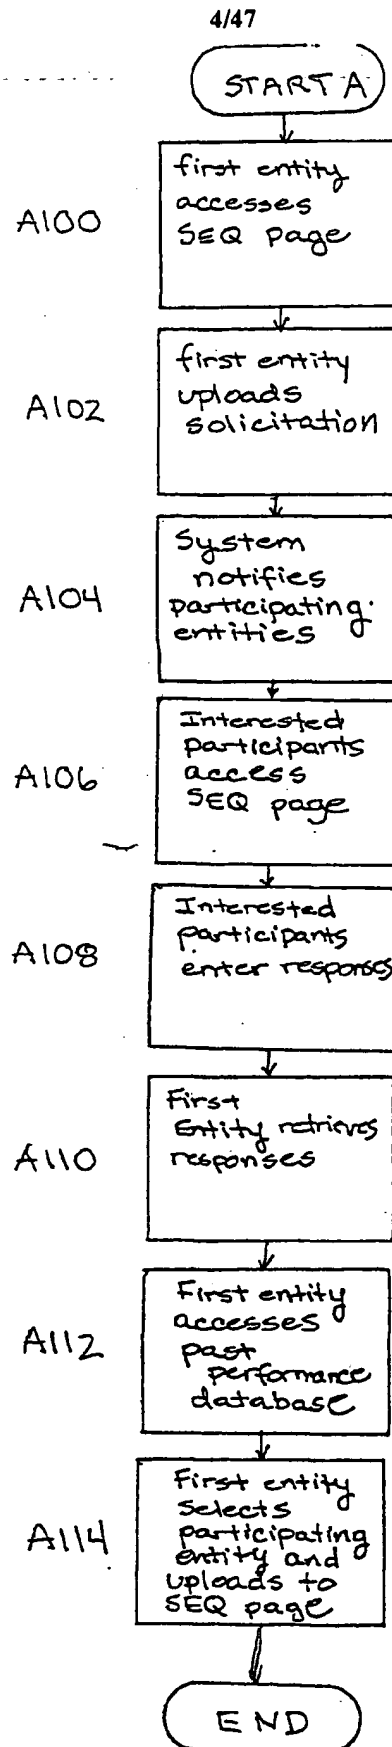 4/47
START A
A100
first entity
accesses
SEQ page
A102
first entity
uploads
solicitation
A104
System
notifies
participating
entities
A106
Interested
participants
access
SEQ page
A108
Interested
participants
enter responses
A110
First
Entity retrieves
responses
A112
First entity
accesses
past
performance
database
A114
First entity
selects
participating
entity and
uploads to
SEQ page
END